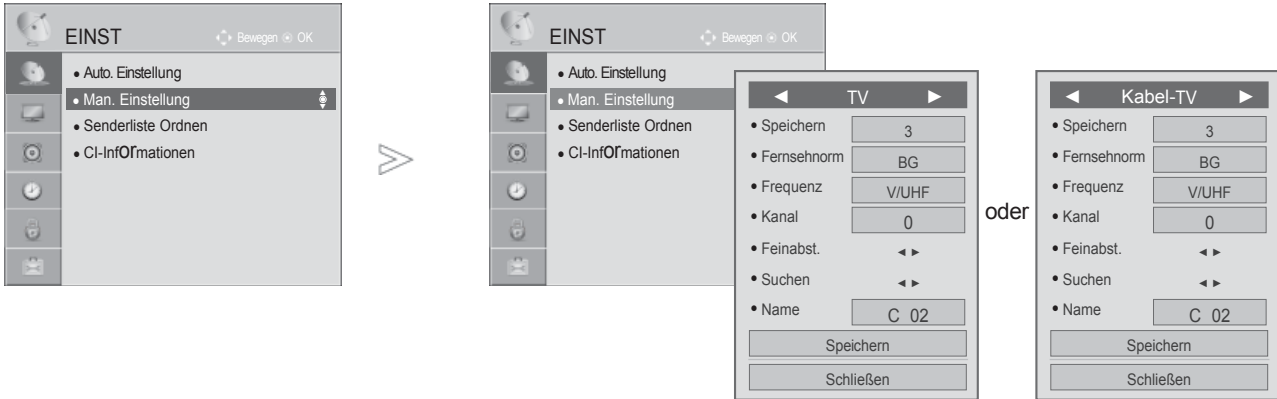 EINST
Bewegen OK
• Auto. Einstellung
• Man. Einstellung
• Senderliste Ordnen
• CI-Informationen
EINST
Bewegen OK
• Auto. Einstellung
• Man. Einstellung
• Senderliste Ordnen
• CI-Informationen
◄ TV ►
• Speichern 3
• Fernsehnorm BG
• Frequenz V/UHF
• Kanal 0
• Feinabst. ◄ ►
• Suchen ◄ ►
• Name C 02
Speichern
Schließen
oder
◄ Kabel-TV ►
• Speichern 3
• Fernsehnorm BG
• Frequenz V/UHF
• Kanal 0
• Feinabst. ◄ ►
• Suchen ◄ ►
• Name C 02
Speichern
Schließen